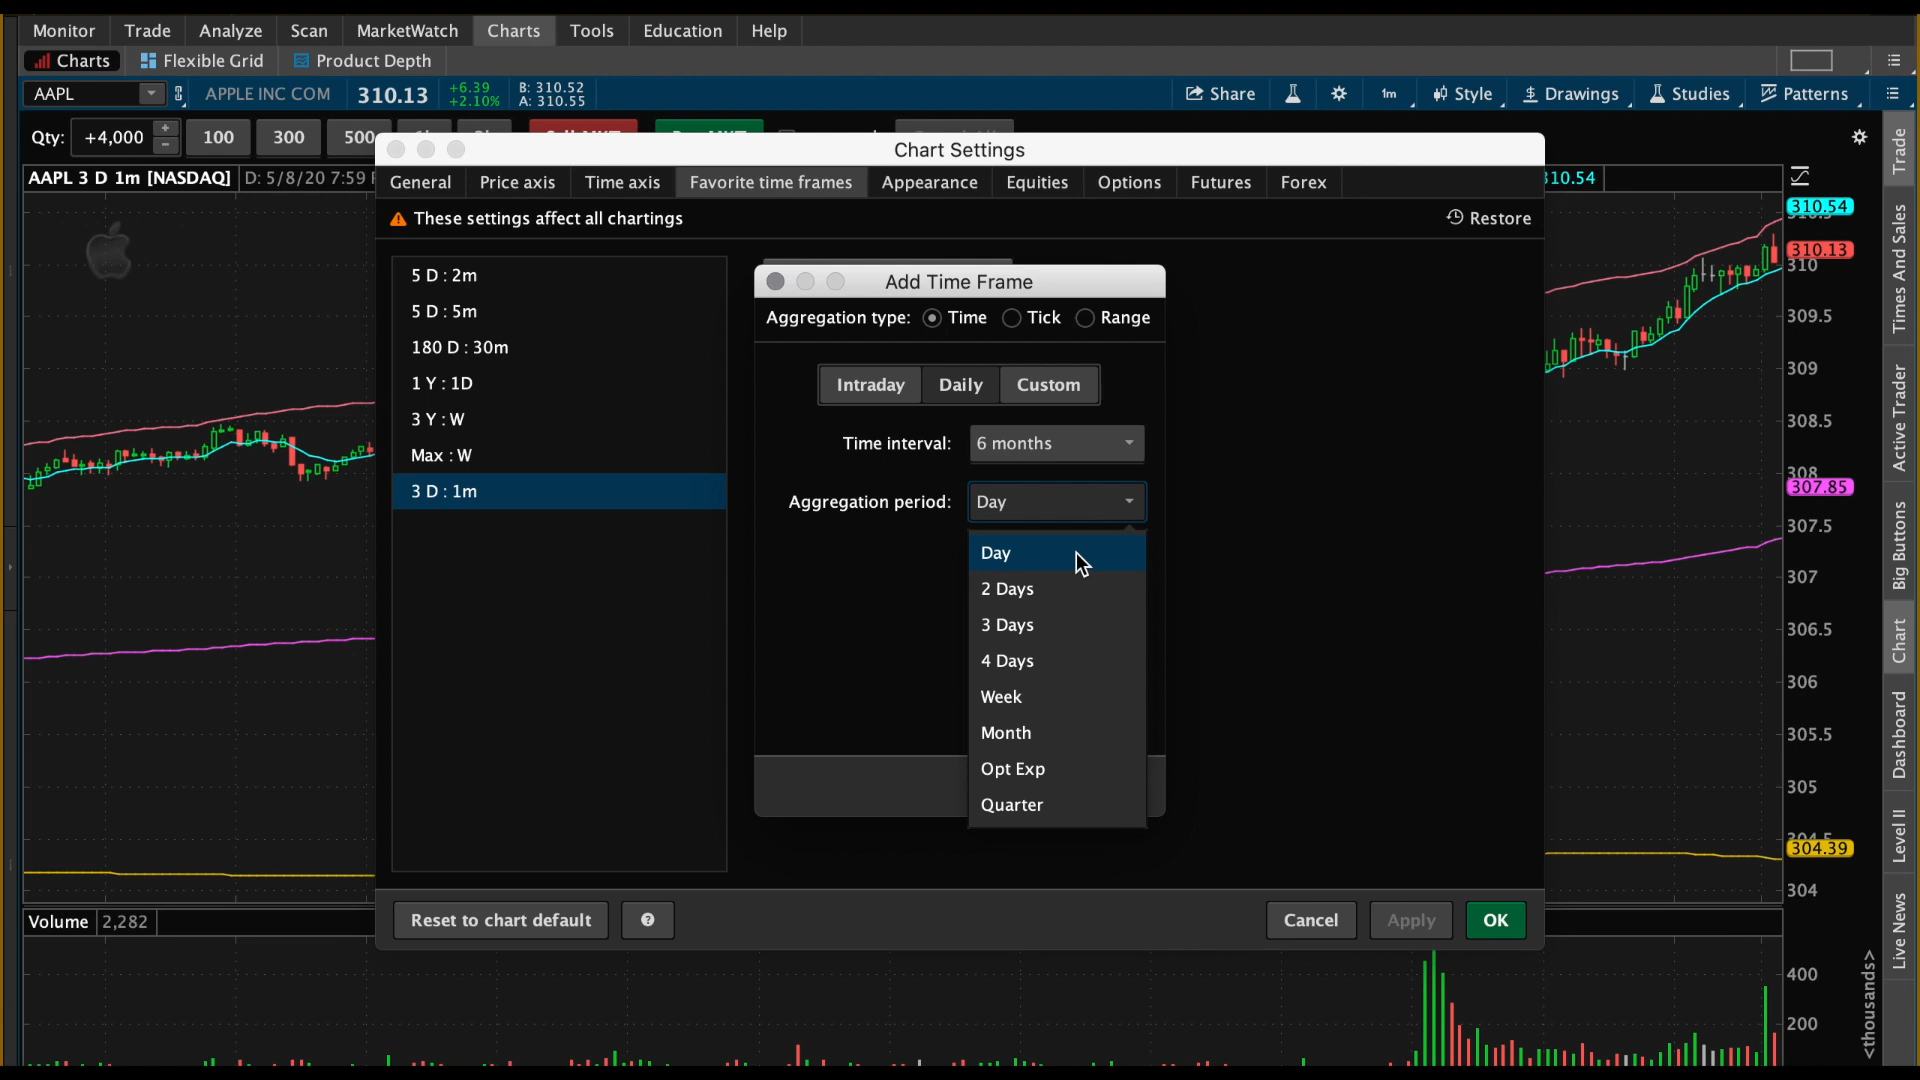 Monitor Trade Analyze Scan MarketWatch Charts Tools Education Help
Charts Flexible Grid Product Depth
AAPL APPLE INC COM 310.13 +6.39 +2.10% B: 310.52 A: 310.55 Share 1m Style $ Drawings Studies Patterns
Qty: +4,000 + - 100 300 500
Chart Settings
AAPL 3 D 1m [NASDAQ] D: 5/8/20 7:59
General Price axis Time axis Favorite time frames Appearance Equities Options Futures Forex
310.54
These settings affect all chartings Restore
5 D : 2m
5 D : 5m
180 D : 30m
1 Y : 1D
3 Y : W
Max : W
3 D : 1m
Add Time Frame
Aggregation type: Time Tick Range
Intraday Daily Custom
Time interval: 6 months
Aggregation period: Day
Day
2 Days
3 Days
4 Days
Week
Month
Opt Exp
Quarter
Reset to chart default ? Cancel Apply OK
310.54
310.13
310
309.5
309
308.5
308
307.85
307.5
307
306.5
306
305.5
305
304.5
304.39
304
Volume 2,282
400
200
<thousands>
Trade
Times And Sales
Active Trader
Big Buttons
Chart
Dashboard
Level II
Live News